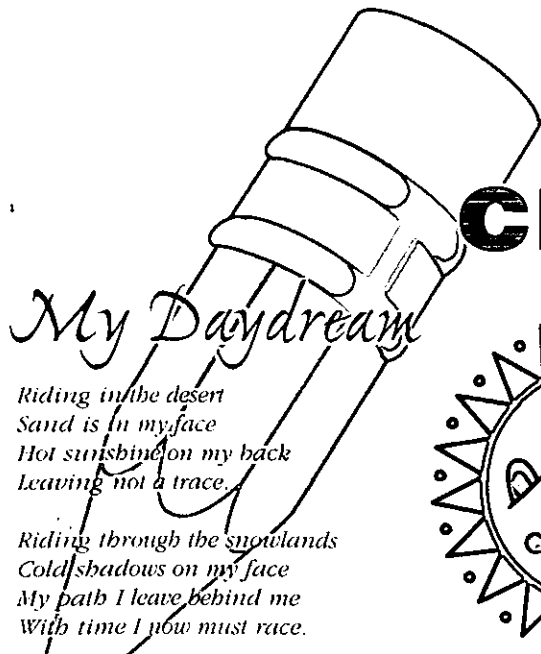 My Daydream
Riding in the desert
Sand is in my face
Hot sunshine on my back
Leaving not a trace.
Riding through the snowlands
Cold shadows on my face
My path I leave behind me
With time I now must race.